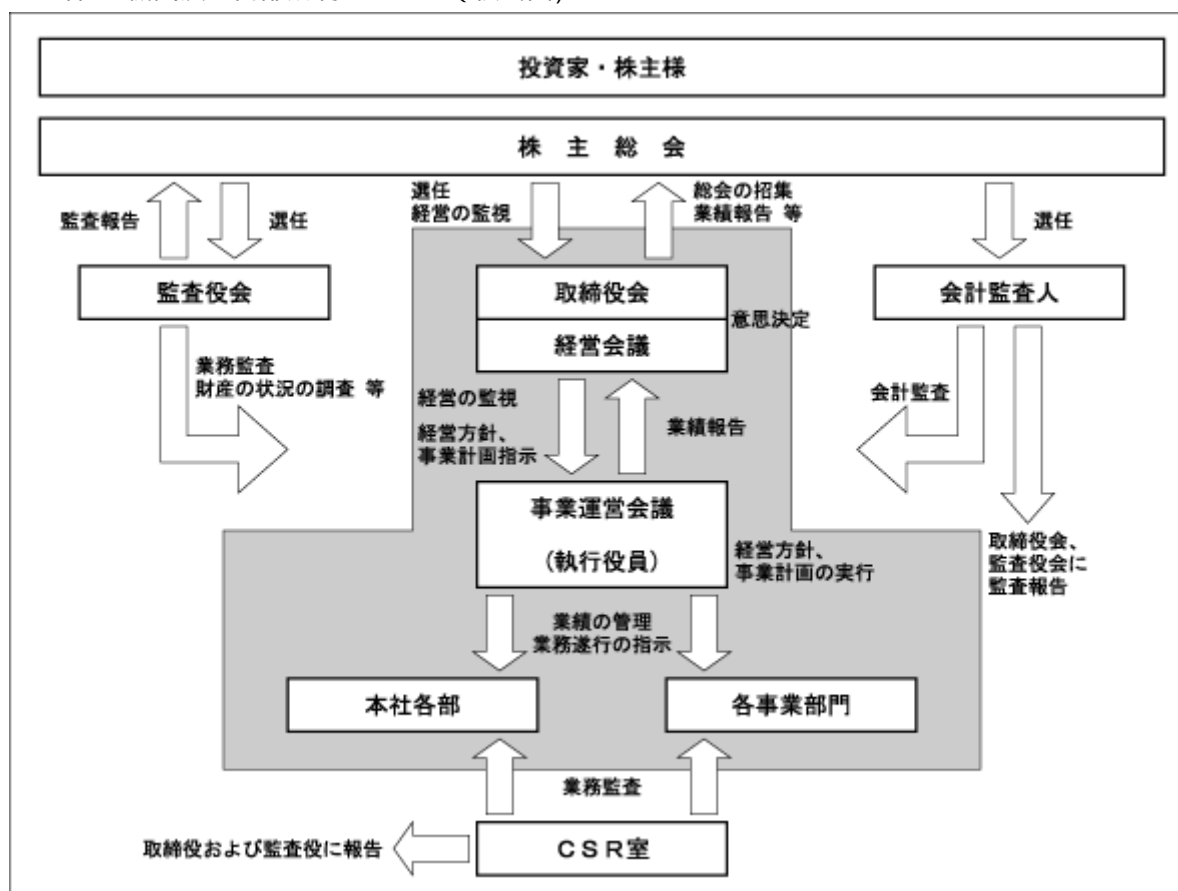 投資家・株主様
株 主 総 会
監査報告
選任
選任
経営の監視
総会の招集
業績報告 等
選任
監査役会
取締役会
経営会議
意思決定
会計監査人
業務監査
財産の状況の調査 等
経営の監視
経営方針、
事業計画指示
業績報告
会計監査
事業運営会議
(執行役員)
経営方針、
事業計画の実行
取締役会、
監査役会に
監査報告
業績の管理
業務遂行の指示
本社各部
各事業部門
業務監査
CSR室
取締役および監査役に報告